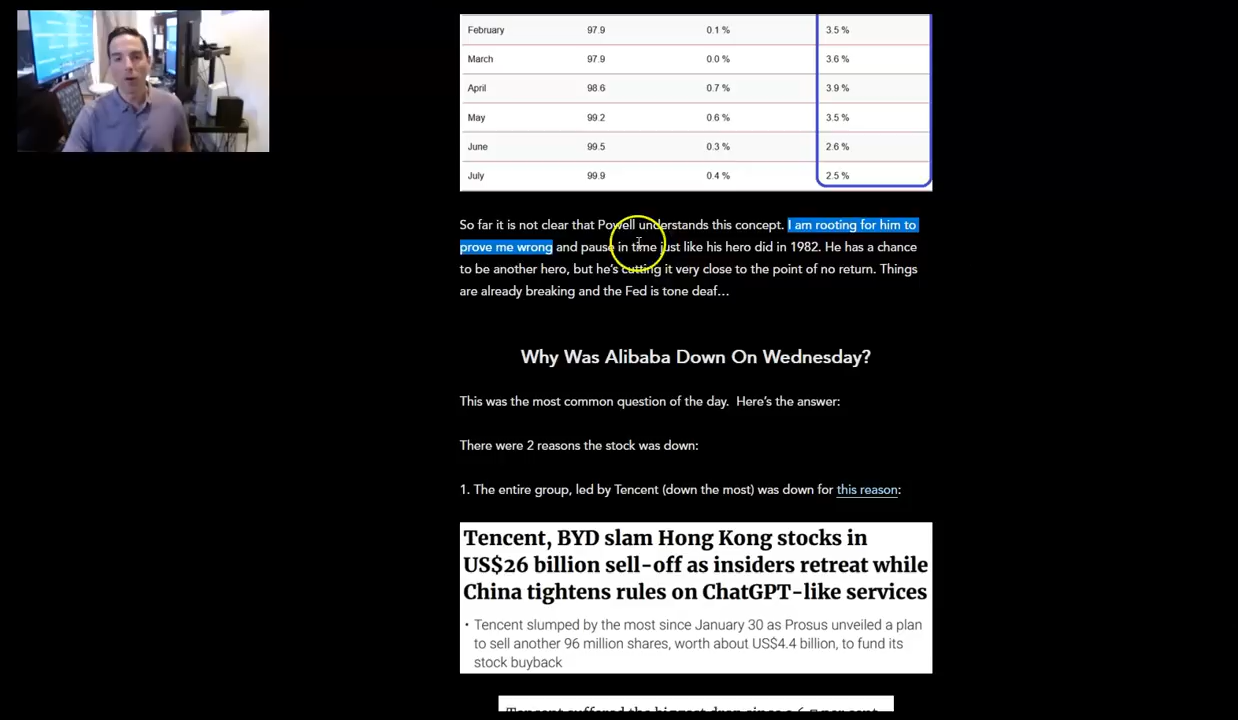 February 97.9 0.1 % 3.5 %
March 97.9 0.0 % 3.6 %
April 98.6 0.7 % 3.9 %
May 99.2 0.6 % 3.5 %
June 99.5 0.3 % 2.6 %
July 99.9 0.4 % 2.5 %
So far it is not clear that Powell understands this concept. I am rooting for him to
prove me wrong and pause in time just like his hero did in 1982. He has a chance
to be another hero, but he's cutting it very close to the point of no return. Things
are already breaking and the Fed is tone deaf…
Why Was Alibaba Down On Wednesday?
This was the most common question of the day. Here's the answer:
There were 2 reasons the stock was down:
1. The entire group, led by Tencent (down the most) was down for this reason:
Tencent, BYD slam Hong Kong stocks in
US$26 billion sell-off as insiders retreat while
China tightens rules on ChatGPT-like services
• Tencent slumped by the most since January 30 as Prosus unveiled a plan
to sell another 96 million shares, worth about US$4.4 billion, to fund its
stock buyback
Tencent suffered the biggest drop since